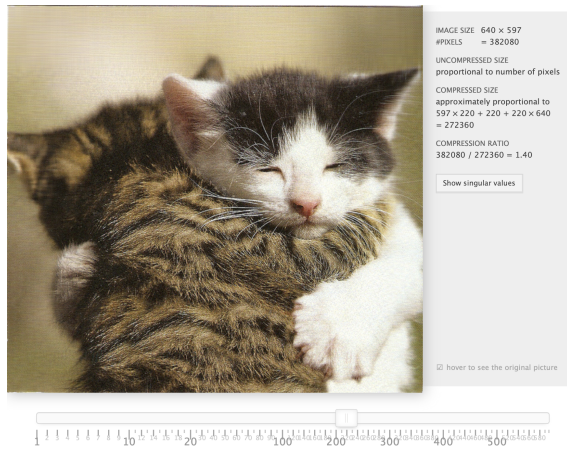 IMAGE SIZE 640 × 597
#PIXELS = 382080
UNCOMPRESSED SIZE
proportional to number of pixels
COMPRESSED SIZE
approximately proportional to
597 × 220 + 220 + 220 × 640
= 272360
COMPRESSION RATIO
382080 / 272360 = 1.40
Show singular values
☑ hover to see the original picture
1 10 20 100 200 300 400 500